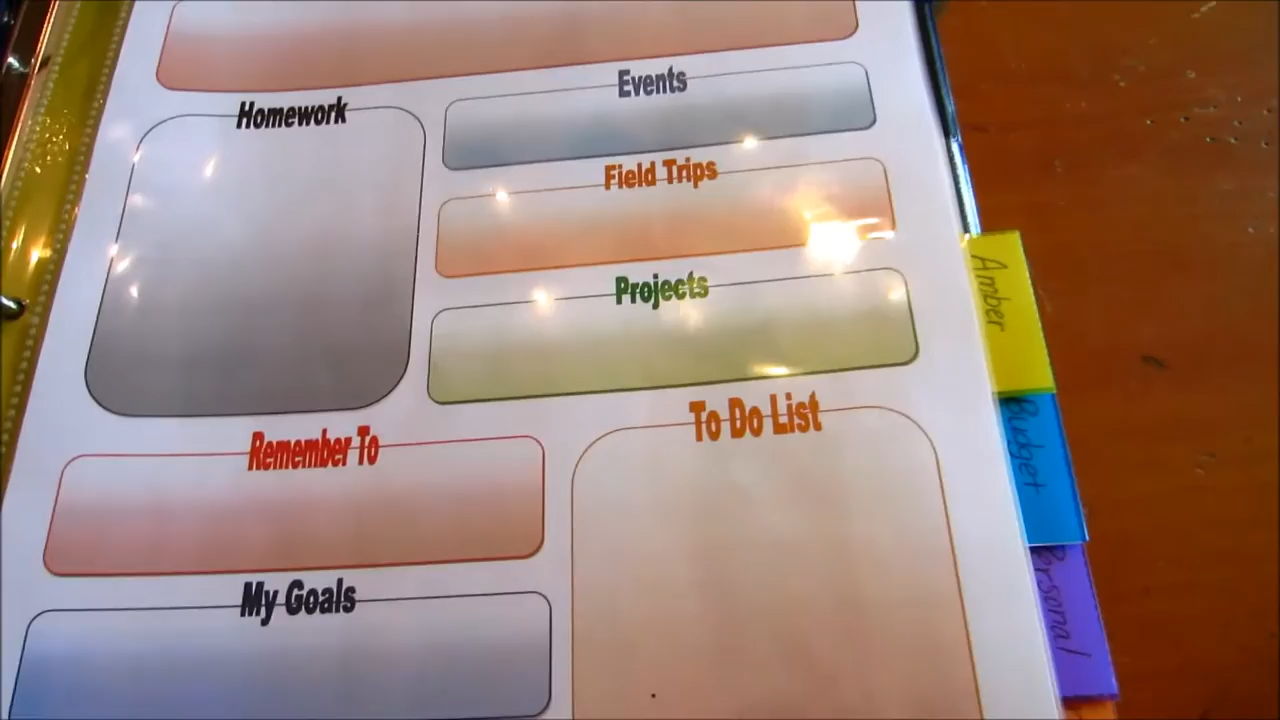 Events
Homework
Field Trips
Projects
To Do List
Remember To
My Goals
Amber
Budget
Personal